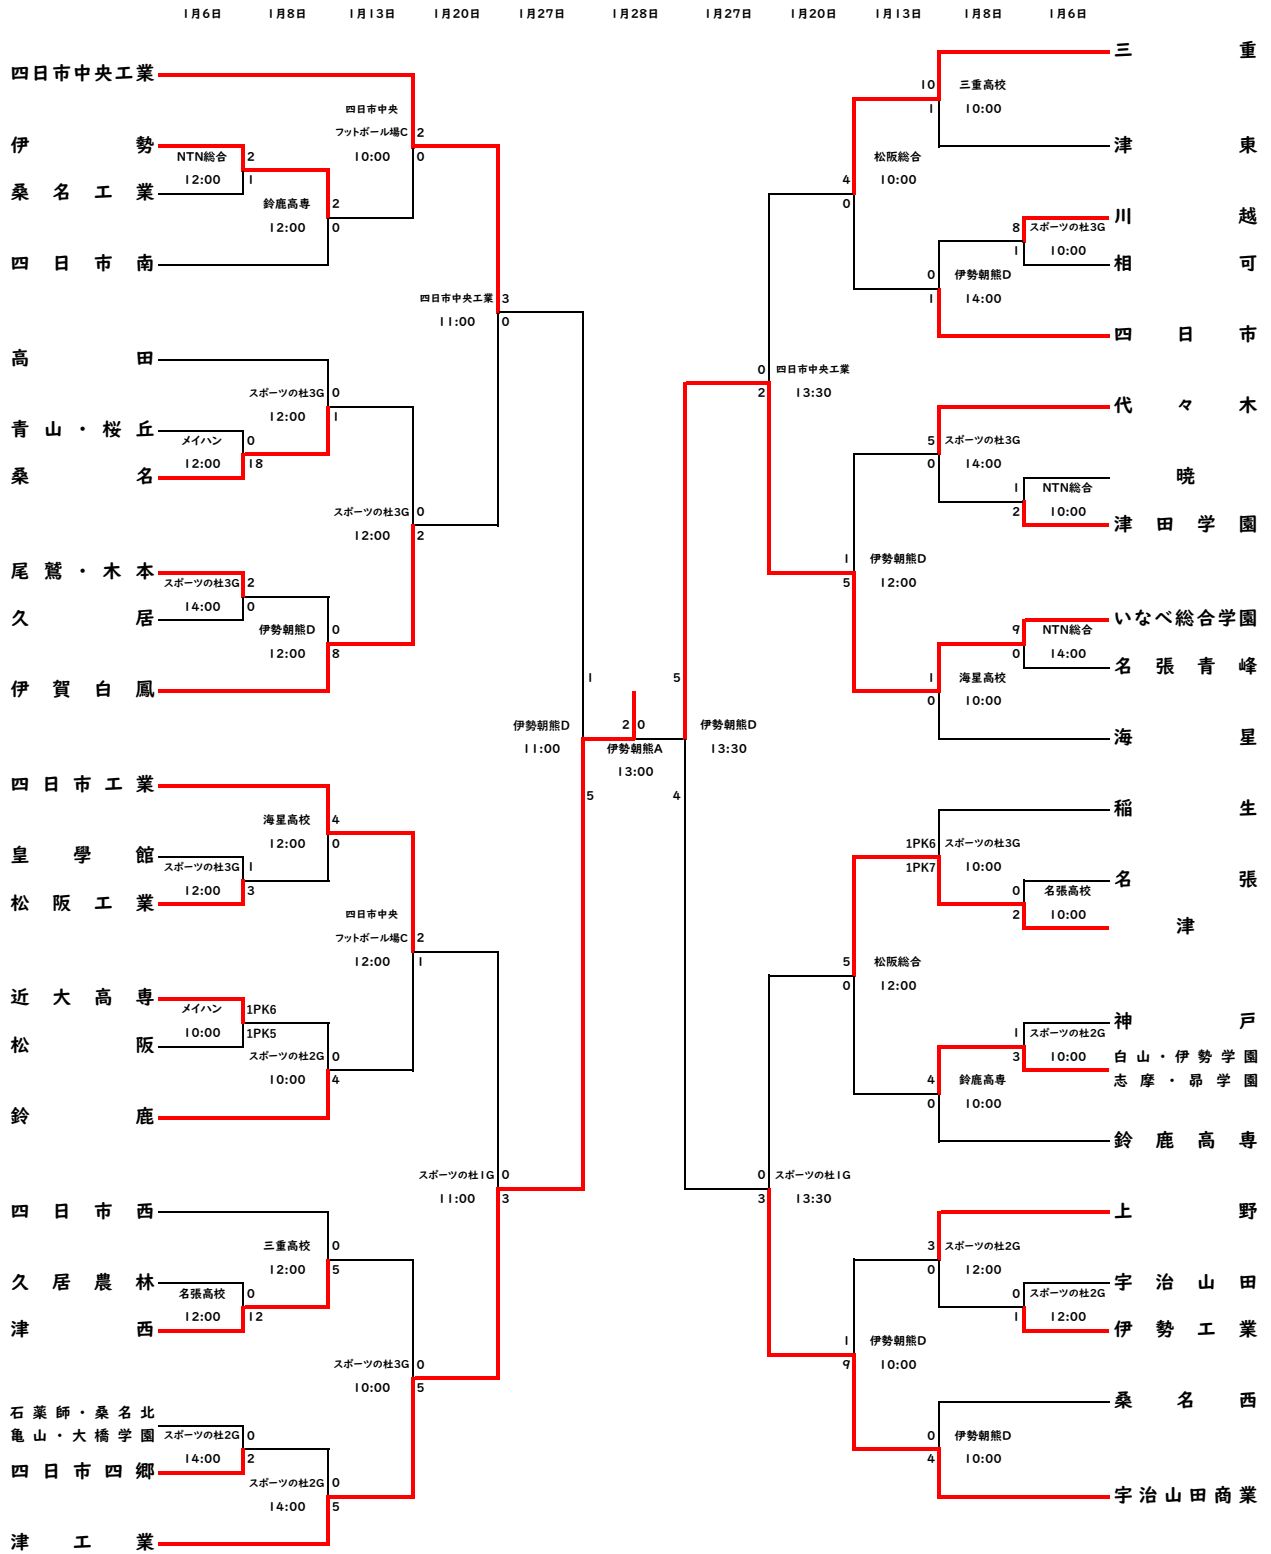 1月6日 1月8日 1月13日 1月20日 1月27日 1月28日 1月27日 1月20日 1月13日 1月8日 1月6日
四日市中央工業
四日市中央
フットボール場C 2
10:00 0
伊勢
NTN総合 2
12:00 1
桑名工業
鈴鹿高専 2
12:00 0
四日市南
四日市中央工業 3
11:00 0
高田
スポーツの杜3G 0
12:00 1
青山・桜丘
メイハン 0
12:00 18
桑名
スポーツの杜3G 0
12:00 2
尾鷲・木本
スポーツの杜3G 2
14:00 0
久居
伊勢朝熊D 0
12:00 8
伊賀白鳳
1
伊勢朝熊D
11:00
5
四日市工業
海星高校 4
12:00 0
皇學館
スポーツの杜3G 1
12:00 3
松阪工業
四日市中央
フットボール場C 2
12:00 1
近大高専
メイハン 1PK6
10:00 1PK5
松阪
スポーツの杜2G 0
10:00 4
鈴鹿
スポーツの杜1G 0
11:00 3
四日市西
三重高校 0
12:00 5
久居農林
名張高校 0
12:00 12
津西
スポーツの杜3G 0
10:00 5
石薬師・桑名北
亀山・大橋学園
スポーツの杜2G 0
14:00 2
四日市四郷
スポーツの杜2G 0
14:00 5
津工業
2 0
伊勢朝熊A
13:00
三重
10 三重高校
1 10:00
津東
松阪総合
4 10:00
0
川越
8 スポーツの杜3G
1 10:00
相可
0 伊勢朝熊D
1 14:00
四日市
0 四日市中央工業
2 13:30
代々木
5 スポーツの杜3G
0 14:00
暁
1 NTN総合
2 10:00
津田学園
1 伊勢朝熊D
5 12:00
いなべ総合学園
9 NTN総合
0 14:00
名張青峰
1 海星高校
0 10:00
海星
5
伊勢朝熊D
13:30
4
稲生
1PK6 スポーツの杜3G
1PK7 10:00
名張
0 名張高校
2 10:00
津
5 松阪総合
0 12:00
神戸
1 スポーツの杜2G
3 10:00
白山・伊勢学園
志摩・昴学園
4 鈴鹿高専
0 10:00
鈴鹿高専
0 スポーツの杜1G
3 13:30
上野
3 スポーツの杜2G
0 12:00
宇治山田
0 スポーツの杜2G
1 12:00
伊勢工業
1 伊勢朝熊D
9 10:00
桑名西
0 伊勢朝熊D
4 10:00
宇治山田商業